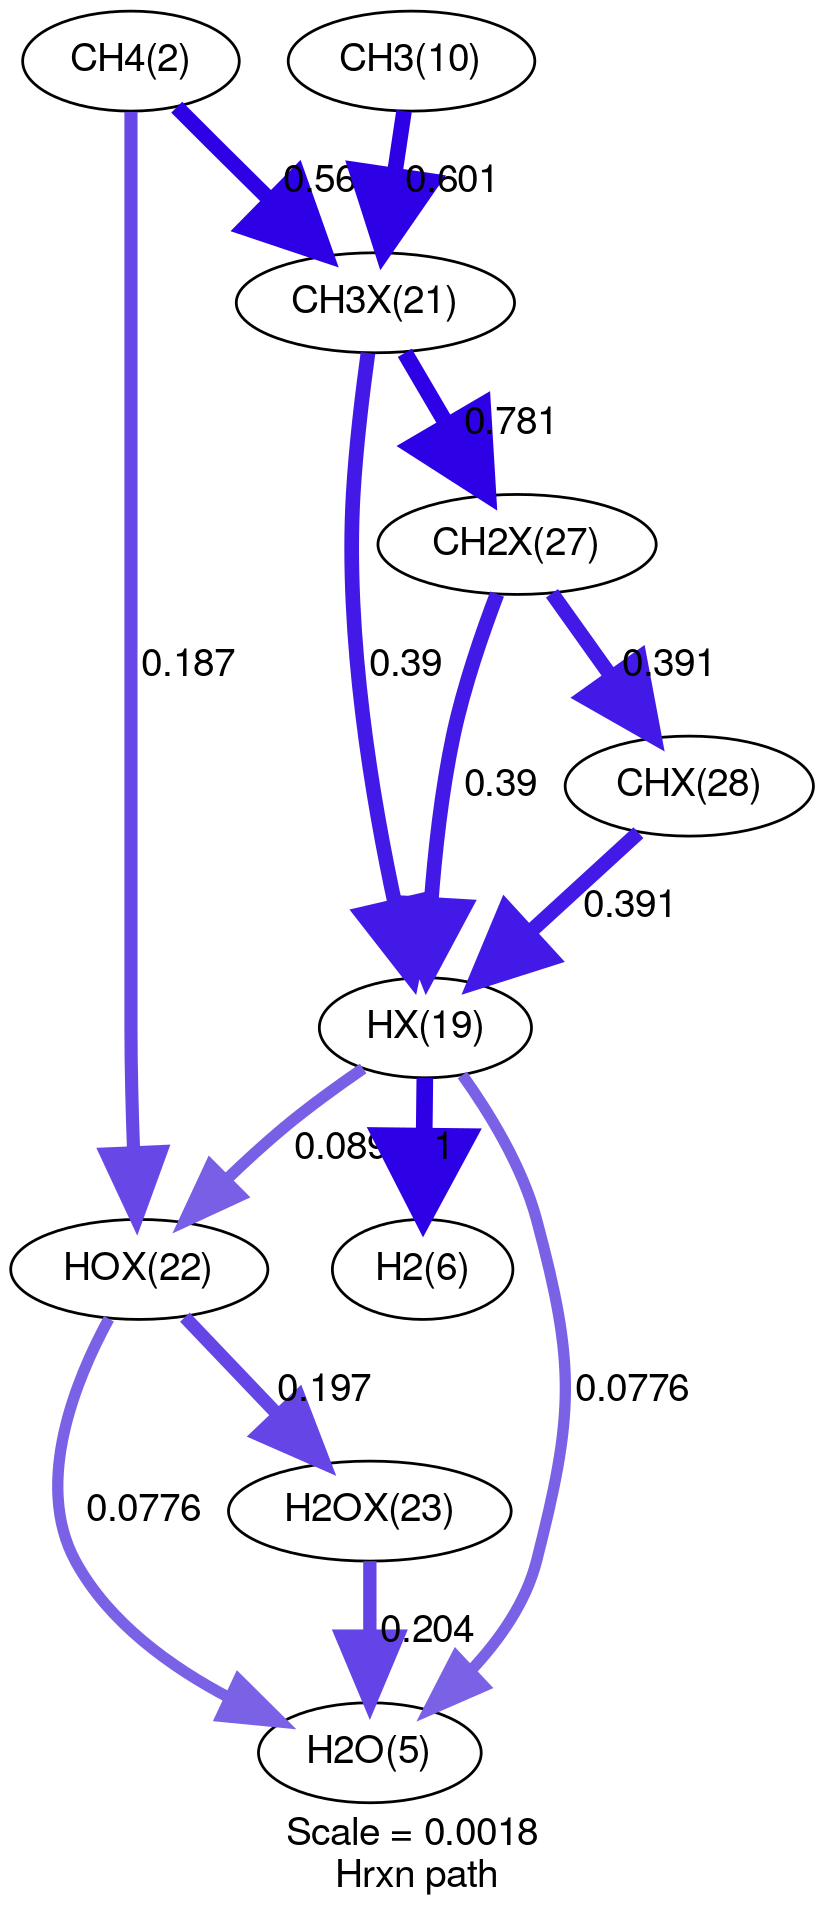 CH4(2)
CH3(10)
0.56
0.601
CH3X(21)
0.781
CH2X(27)
0.187
0.39
0.391
0.39
CHX(28)
0.391
HX(19)
0.089
1
HOX(22)
H2(6)
0.197
0.0776
0.0776
H2OX(23)
0.204
H2O(5)
Scale = 0.0018
Hrxn path